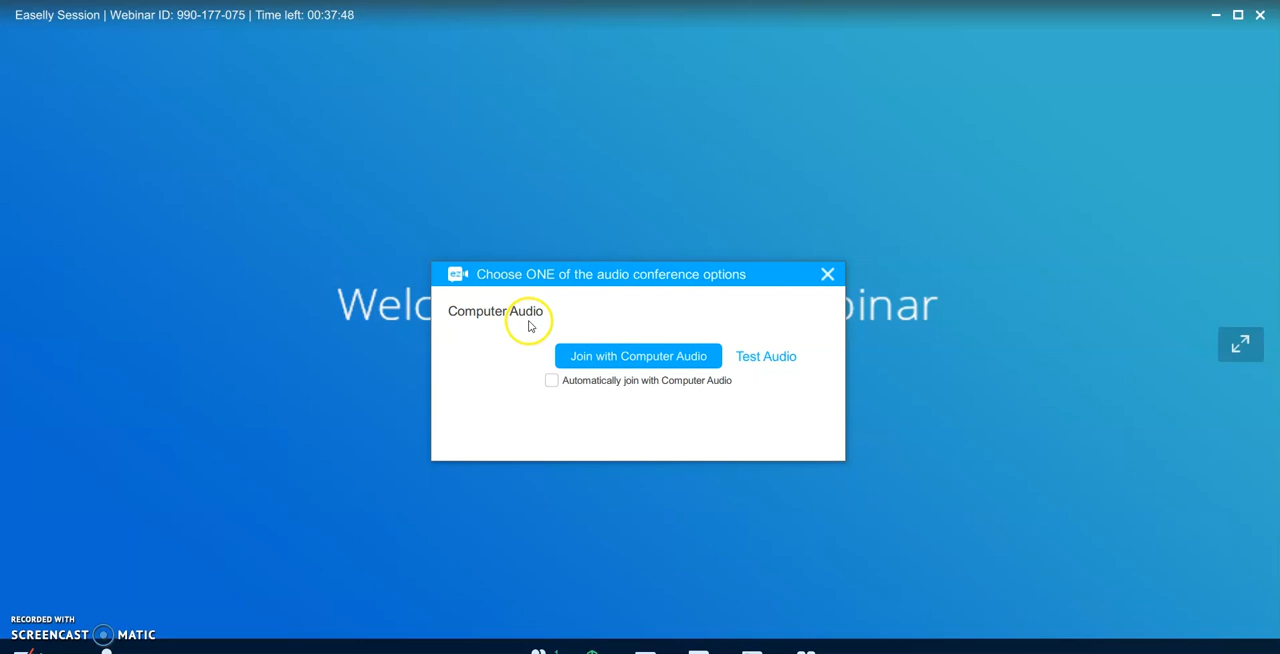 Easelly Session | Webinar ID: 990-177-075 | Time left: 00:37:48
ez Choose ONE of the audio conference options
Computer Audio
Join with Computer Audio Test Audio
Automatically join with Computer Audio
RECORDED WITH
SCREENCAST MATIC